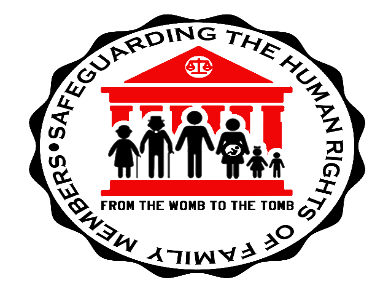 •SAFEGUARDING THE HUMAN RIGHTS OF FAMILY MEMBERS
FROM THE WOMB TO THE TOMB